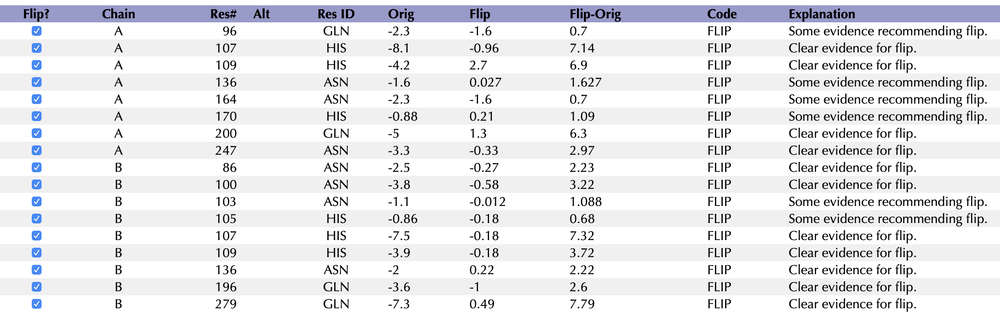 Flip? Chain Res# Alt Res ID Orig Flip Flip-Orig Code Explanation
A 96 GLN -2.3 -1.6 0.7 FLIP Some evidence recommending flip.
A 107 HIS -8.1 -0.96 7.14 FLIP Clear evidence for flip.
A 109 HIS -4.2 2.7 6.9 FLIP Clear evidence for flip.
A 136 ASN -1.6 0.027 1.627 FLIP Some evidence recommending flip.
A 164 ASN -2.3 -1.6 0.7 FLIP Some evidence recommending flip.
A 170 HIS -0.88 0.21 1.09 FLIP Some evidence recommending flip.
A 200 GLN -5 1.3 6.3 FLIP Clear evidence for flip.
A 247 ASN -3.3 -0.33 2.97 FLIP Clear evidence for flip.
B 86 ASN -2.5 -0.27 2.23 FLIP Clear evidence for flip.
B 100 ASN -3.8 -0.58 3.22 FLIP Clear evidence for flip.
B 103 ASN -1.1 -0.012 1.088 FLIP Some evidence recommending flip.
B 105 HIS -0.86 -0.18 0.68 FLIP Some evidence recommending flip.
B 107 HIS -7.5 -0.18 7.32 FLIP Clear evidence for flip.
B 109 HIS -3.9 -0.18 3.72 FLIP Clear evidence for flip.
B 136 ASN -2 0.22 2.22 FLIP Clear evidence for flip.
B 196 GLN -3.6 -1 2.6 FLIP Clear evidence for flip.
B 279 GLN -7.3 0.49 7.79 FLIP Clear evidence for flip.